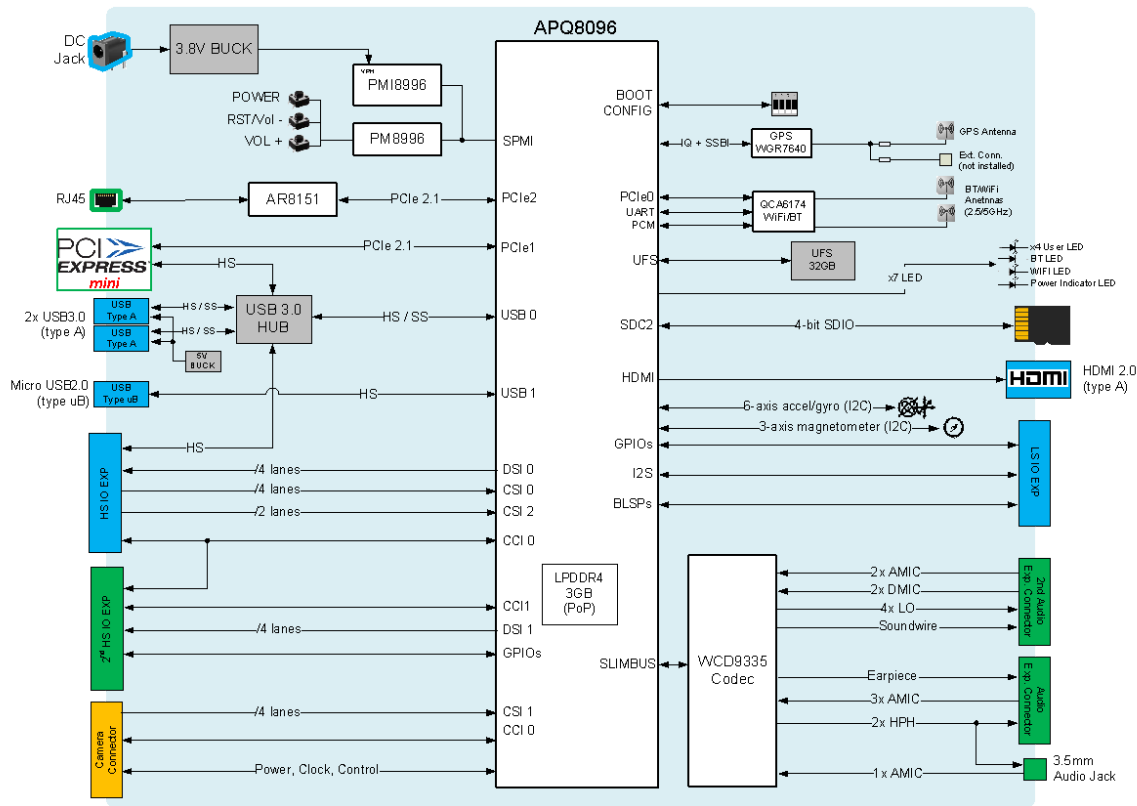 APQ8096
DC
Jack
3.8V BUCK
VPH
PMI8996
POWER
RST/Vol -
VOL +
PM8996
SPMI
RJ45
AR8151
PCIe 2.1
PCIe2
PCI
EXPRESS
mini
PCIe 2.1
PCIe1
HS
2x USB3.0
(type A)
USB
Type A
HS / SS
USB
Type A
HS / SS
USB 3.0
HUB
HS / SS
USB 0
5V
BUCK
Micro USB2.0
(type uB)
USB
Type uB
HS
USB 1
HS IO EXP
HS
/4 lanes
DSI 0
/4 lanes
CSI 0
/2 lanes
CSI 2
CCI 0
2nd HS IO EXP
CCI1
/4 lanes
DSI 1
GPIOs
Camera
Connector
/4 lanes
CSI 1
CCI 0
Power, Clock, Control
LPDDR4
3GB
(PoP)
BOOT
CONFIG
IQ + SSBI
GPS
WGR7640
GPS Antenna
Ext. Conn.
(not installed)
PCIe0
UART
PCM
QCA6174
WiFi/BT
BT/WiFi
Anetnnas
(2.5/5GHz)
UFS
UFS
32GB
x7 LED
x4 User LED
BT LED
WIFI LED
Power Indicator LED
SDC2
4-bit SDIO
HDMI
HDMI
HDMI 2.0
(type A)
6-axis accel/gyro (I2C)
3-axis magnetometer (I2C)
GPIOs
I2S
BLSPs
LS IO EXP
SLIMBUS
WCD9335
Codec
2x AMIC
2x DMIC
4x LO
Soundwire
2nd Audio
Exp. Connector
Earpiece
3x AMIC
2x HPH
Audio
Exp. Connector
1x AMIC
3.5mm
Audio Jack